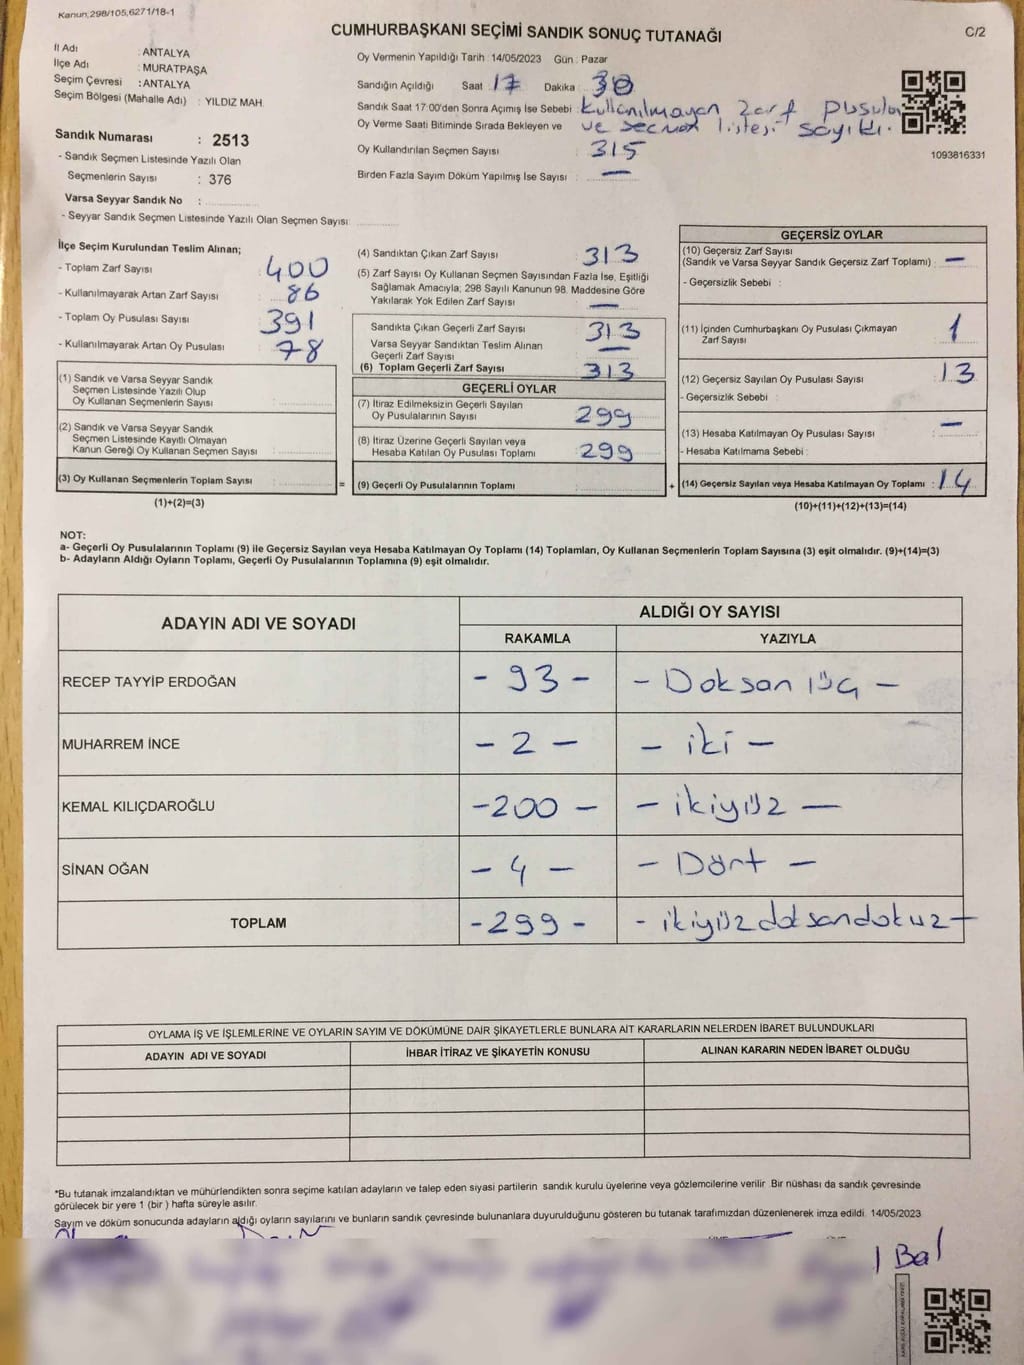 Kanun,298/105,6271/18-1
CUMHURBAŞKANI SEÇİMİ SANDIK SONUÇ TUTANAĞI
C/2
İl Adı : ANTALYA
İlçe Adı : MURATPAŞA
Seçim Çevresi : ANTALYA
Seçim Bölgesi (Mahalle Adı) : YILDIZ MAH.
Sandık Numarası : 2513
- Sandık Seçmen Listesinde Yazılı Olan
Seçmenlerin Sayısı : 376
Varsa Seyyar Sandık No :
- Seyyar Sandık Seçmen Listesinde Yazılı Olan Seçmen Sayısı:
Oy Vermenin Yapıldığı Tarih : 14/05/2023 Gün : Pazar
Sandığın Açıldığı Saat : 17 Dakika : 30
Sandık Saat 17:00'den Sonra Açımış İse Sebebi : Kullanılmayan zarf pusula
Oy Verme Saati Bitiminde Sırada Bekleyen ve ve seçmen listesi sayıldı.
Oy Kullandırılan Seçmen Sayısı : 315
Birden Fazla Sayım Döküm Yapılmış İse Sayısı : —
1093816331
İlçe Seçim Kurulundan Teslim Alınan;
- Toplam Zarf Sayısı : 400
- Kullanılmayarak Artan Zarf Sayısı : 86
- Toplam Oy Pusulası Sayısı : 391
- Kullanılmayarak Artan Oy Pusulası : 78
(1) Sandık ve Varsa Seyyar Sandık
Seçmen Listesinde Yazılı Olup
Oy Kullanan Seçmenlerin Sayısı
(2) Sandık ve Varsa Seyyar Sandık
Seçmen Listesinde Kayıtlı Olmayan
Kanun Gereği Oy Kullanan Seçmen Sayısı
(3) Oy Kullanan Seçmenlerin Toplam Sayısı
(1)+(2)=(3)
(4) Sandıktan Çıkan Zarf Sayısı : 313
(5) Zarf Sayısı Oy Kullanan Seçmen Sayısından Fazla İse, Eşitliği
Sağlamak Amacıyla; 298 Sayılı Kanunun 98. Maddesine Göre
Yakılarak Yok Edilen Zarf Sayısı : —
Sandıkta Çıkan Geçerli Zarf Sayısı : 313
Varsa Seyyar Sandıktan Teslim Alınan
Geçerli Zarf Sayısı : —
(6) Toplam Geçerli Zarf Sayısı : 313
GEÇERLİ OYLAR
(7) İtiraz Edilmeksizin Geçerli Sayılan
Oy Pusulalarının Sayısı : 299
(8) İtiraz Üzerine Geçerli Sayılan veya
Hesaba Katılan Oy Pusulası Toplamı : 299
= (9) Geçerli Oy Pusulalarının Toplamı : +
GEÇERSİZ OYLAR
(10) Geçersiz Zarf Sayısı
(Sandık ve Varsa Seyyar Sandık Geçersiz Zarf Toplamı) : —
- Geçersizlik Sebebi :
(11) İçinden Cumhurbaşkanı Oy Pusulası Çıkmayan
Zarf Sayısı : 1
(12) Geçersiz Sayılan Oy Pusulası Sayısı : 13
- Geçersizlik Sebebi :
(13) Hesaba Katılmayan Oy Pusulası Sayısı : —
- Hesaba Katılmama Sebebi :
(14) Geçersiz Sayılan veya Hesaba Katılmayan Oy Toplamı : 14
(10)+(11)+(12)+(13)=(14)
NOT:
a- Geçerli Oy Pusulalarının Toplamı (9) ile Geçersiz Sayılan veya Hesaba Katılmayan Oy Toplamı (14) Toplamları, Oy Kullanan Seçmenlerin Toplam Sayısına (3) eşit olmalıdır. (9)+(14)=(3)
b- Adayların Aldığı Oyların Toplamı, Geçerli Oy Pusulalarının Toplamına (9) eşit olmalıdır.
ADAYIN ADI VE SOYADI
ALDIĞI OY SAYISI
RAKAMLA YAZIYLA
RECEP TAYYİP ERDOĞAN - 93 - - Doksan üç -
MUHARREM İNCE - 2 - - iki -
KEMAL KILIÇDAROĞLU - 200 - - ikiyüz -
SİNAN OĞAN - 4 - - Dört -
TOPLAM - 299 - - ikiyüzdoksandokuz -
OYLAMA İŞ VE İŞLEMLERİNE VE OYLARIN SAYIM VE DÖKÜMÜNE DAİR ŞİKAYETLERLE BUNLARA AİT KARARLARIN NELERDEN İBARET BULUNDUKLARI
ADAYIN ADI VE SOYADI İHBAR İTİRAZ VE ŞİKAYETİN KONUSU ALINAN KARARIN NEDEN İBARET OLDUĞU
*Bu tutanak imzalandıktan ve mühürlendikten sonra seçime katılan adayların ve talep eden siyasi partilerin sandık kurulu üyelerine veya gözlemcilerine verilir. Bir nüshası da sandık çevresinde
görülecek bir yere 1 (bir) hafta süreyle asılır.
Sayım ve döküm sonucunda adayların aldığı oyların sayılarını ve bunların sandık çevresinde bulunanlara duyurulduğunu gösteren bu tutanak tarafımızdan düzenlenerek imza edildi. 14/05/2023